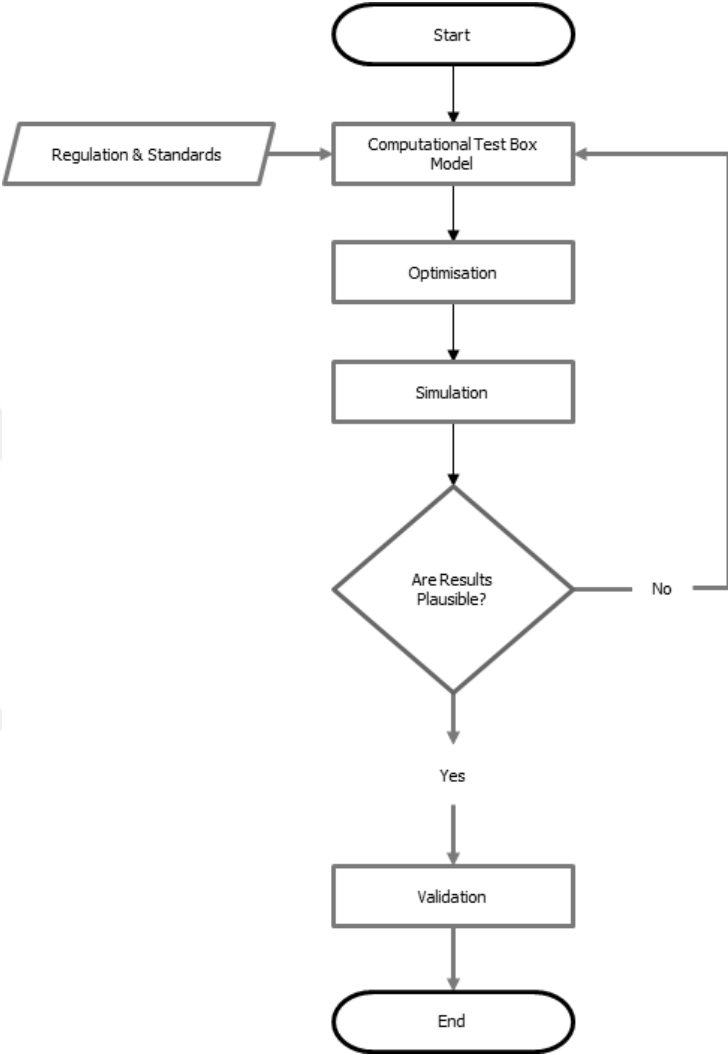 Start
Regulation & Standards
Computational Test Box
Model
Optimisation
Simulation
Are Results
Plausible?
No
Yes
Validation
End